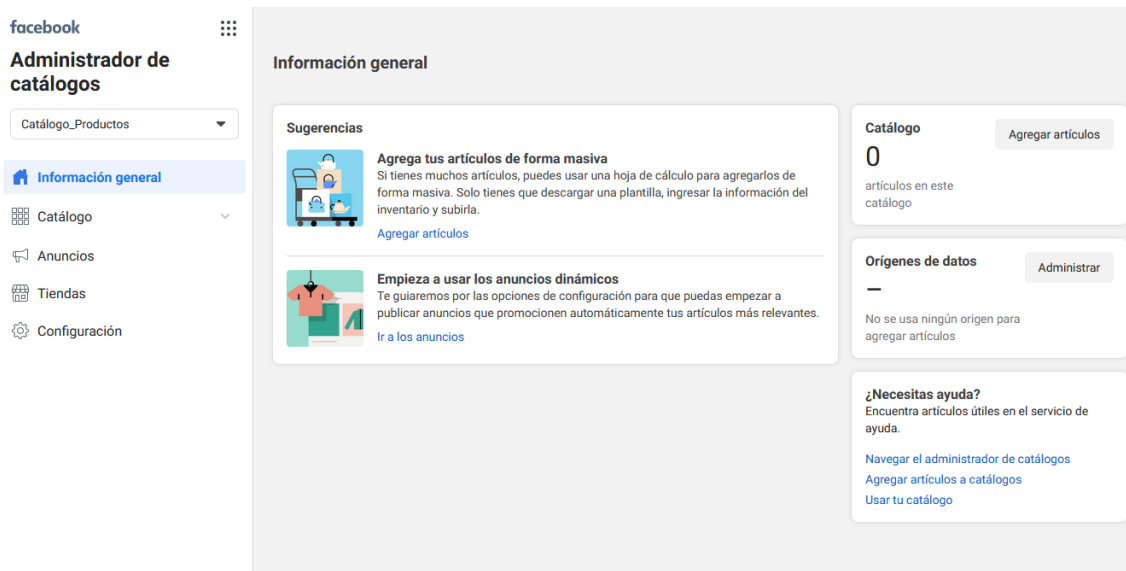 facebook
Administrador de
catálogos
Catálogo_Productos
Información general
Catálogo
Anuncios
Tiendas
Configuración
Información general
Sugerencias
Agrega tus artículos de forma masiva
Si tienes muchos artículos, puedes usar una hoja de cálculo para agregarlos de
forma masiva. Solo tienes que descargar una plantilla, ingresar la información del
inventario y subirla.
Agregar artículos
Empieza a usar los anuncios dinámicos
Te guiaremos por las opciones de configuración para que puedas empezar a
publicar anuncios que promocionen automáticamente tus artículos más relevantes.
Ir a los anuncios
Catálogo
Agregar artículos
0
artículos en este
catálogo
Orígenes de datos
Administrar
—
No se usa ningún origen para
agregar artículos
¿Necesitas ayuda?
Encuentra artículos útiles en el servicio de
ayuda.
Navegar el administrador de catálogos
Agregar artículos a catálogos
Usar tu catálogo